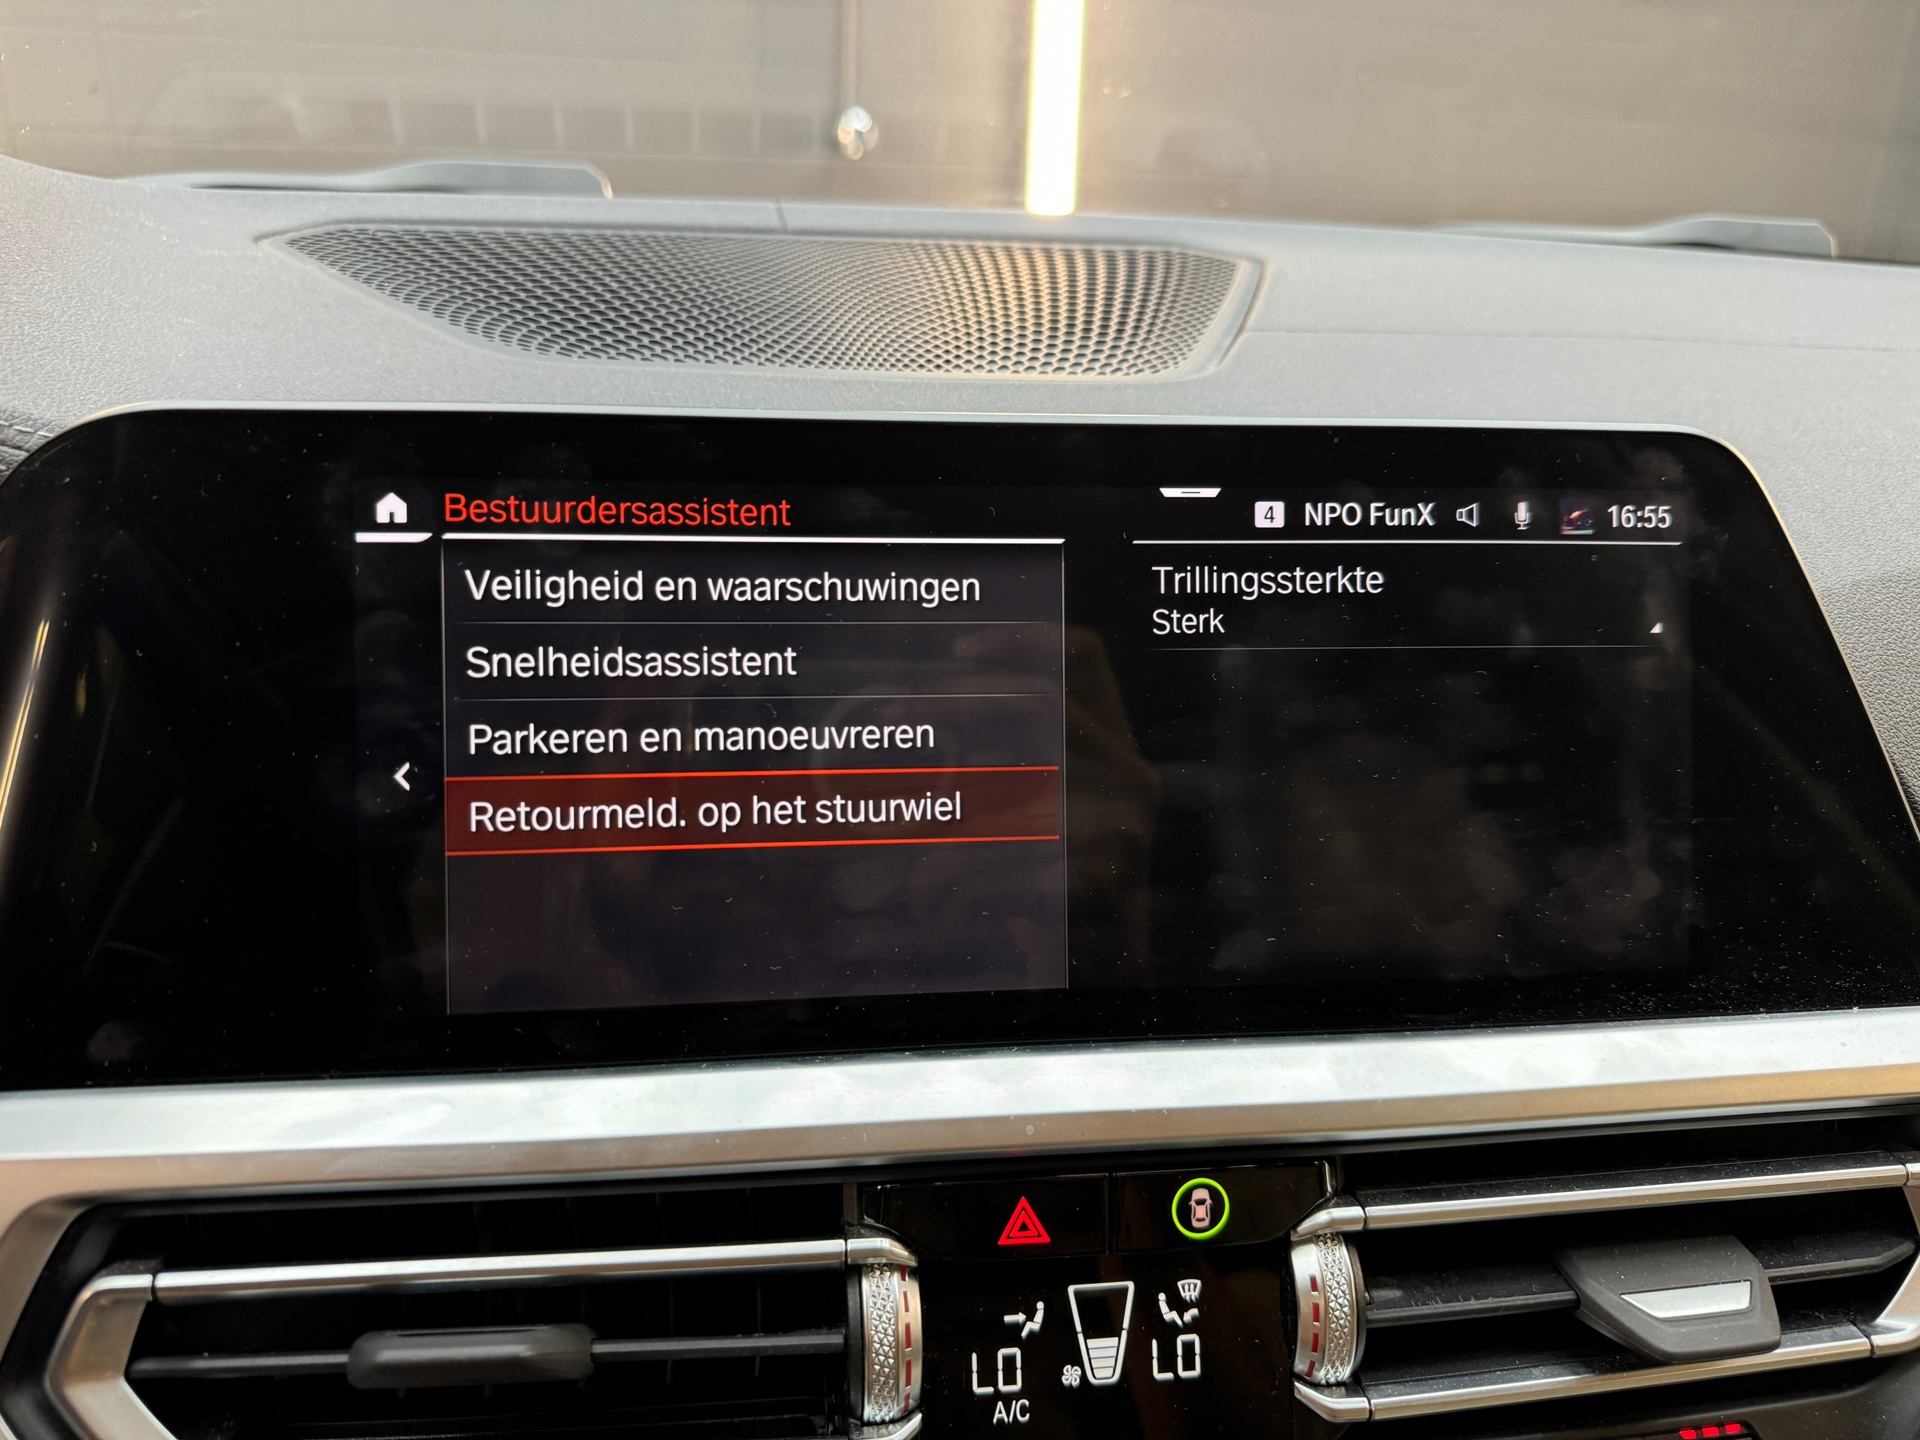 Bestuurdersassistent
4 NPO FunX 16:55
Veiligheid en waarschuwingen
Snelheidsassistent
Parkeren en manoeuvreren
Retourmeld. op het stuurwiel
Trillingssterkte
Sterk
LO LO
A/C